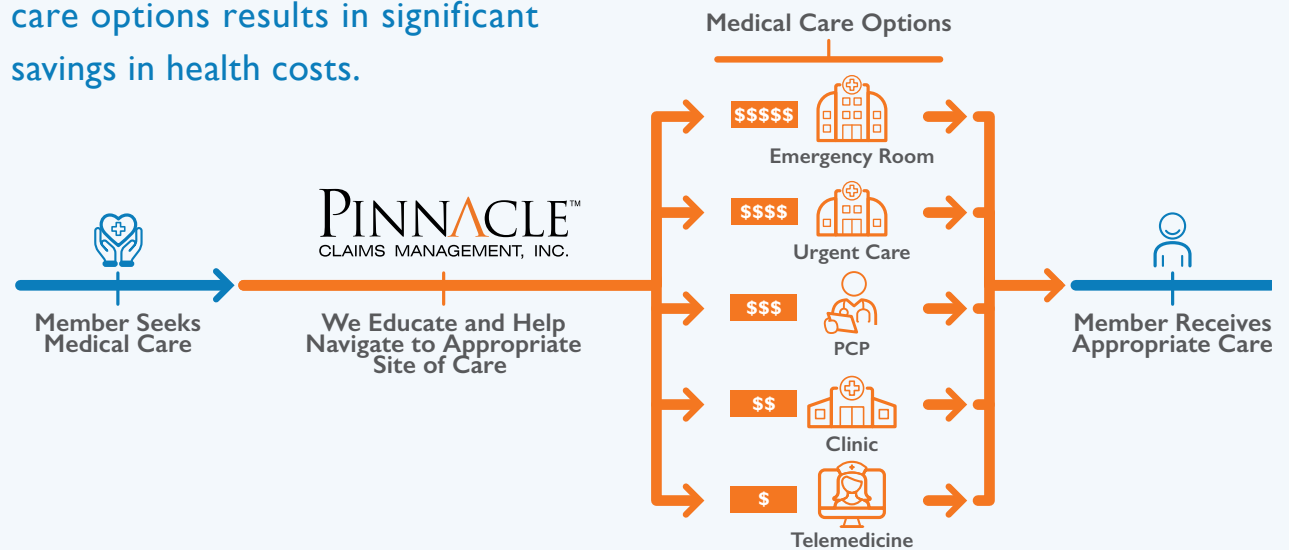 care options results in significant
savings in health costs.
Medical Care Options
$$$$$
Emergency Room
$$$$
Urgent Care
$$$
PCP
$$
Clinic
$
Telemedicine
PINNACLE™
CLAIMS MANAGEMENT, INC.
Member Seeks
Medical Care
We Educate and Help
Navigate to Appropriate
Site of Care
Member Receives
Appropriate Care